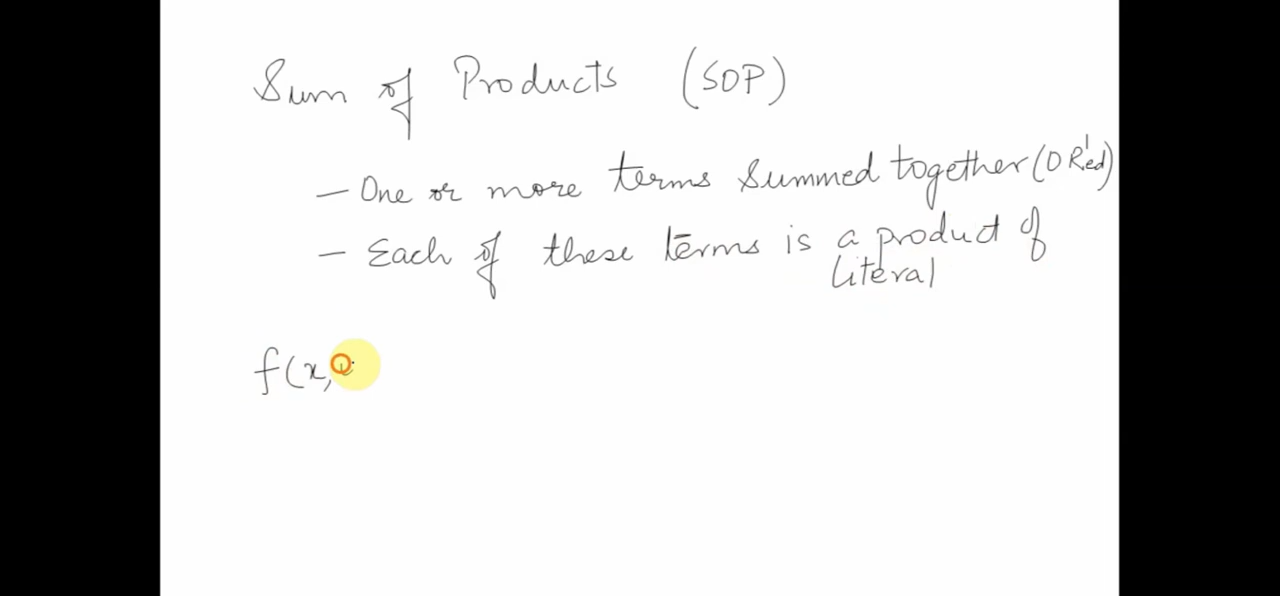 Sum of Products (SOP)
— One or more terms summed together (OR'ed)
— Each of these terms is a product of
literal
f(x,